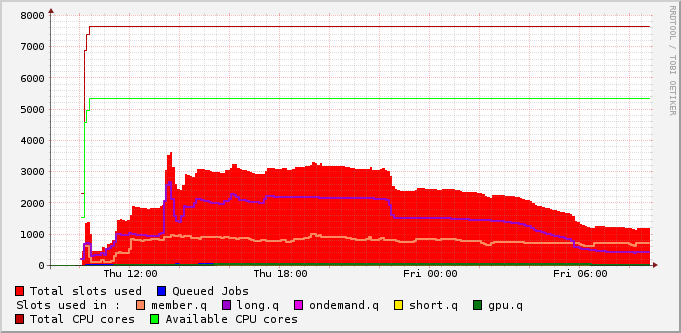 8000
7000
6000
5000
4000
3000
2000
1000
0
Thu 12:00 Thu 18:00 Fri 00:00 Fri 06:00
RRDTOOL / TOBI OETIKER
Total slots used Queued Jobs
Slots used in : member.q long.q ondemand.q short.q gpu.q
Total CPU cores Available CPU cores